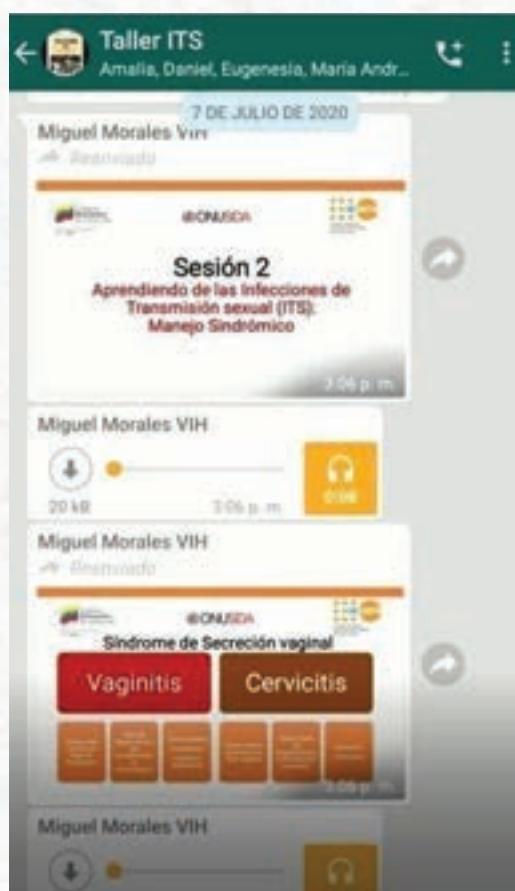 Taller ITS
Amalia, Daniel, Eugenesia, María Andr...
7 DE JULIO DE 2020
Miguel Morales VIH
Reenviado
ONUSIDA
Sesión 2
Aprendiendo de las Infecciones de
Transmisión sexual (ITS):
Manejo Sindrómico
3:06 p. m.
Miguel Morales VIH
20 kB
3:06 p. m.
0:08
Miguel Morales VIH
Reenviado
ONUSIDA
Síndrome de Secreción vaginal
Vaginitis
Cervicitis
3:06 p. m.
Miguel Morales VIH